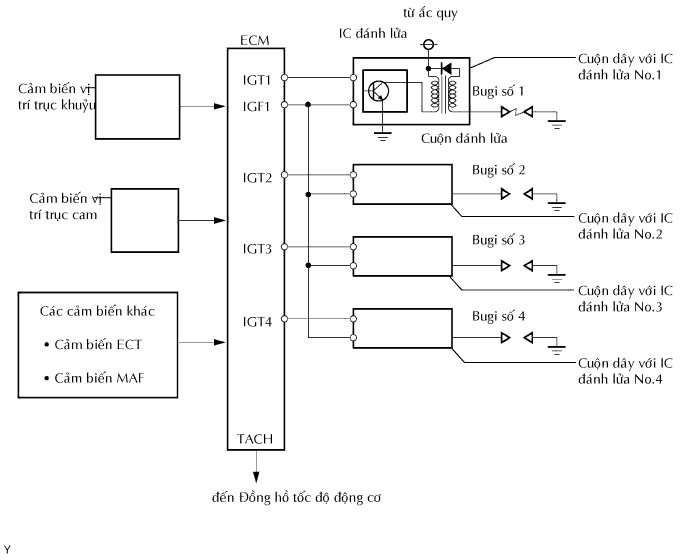 từ ắc quy
ECM
IC đánh lửa
Cuộn dây với IC
đánh lửa No.1
Cảm biến vị
trí trục khuỷu
IGT1
IGF1
Bugi số 1
Cuộn đánh lửa
Cảm biến vị
trí trục cam
IGT2
Bugi số 2
Cuộn dây với IC
đánh lửa No.2
IGT3
Bugi số 3
Cuộn dây với IC
đánh lửa No.3
Các cảm biến khác
• Cảm biến ECT
• Cảm biến MAF
IGT4
Bugi số 4
Cuộn dây với IC
đánh lửa No.4
TACH
đến Đồng hồ tốc độ động cơ
Y